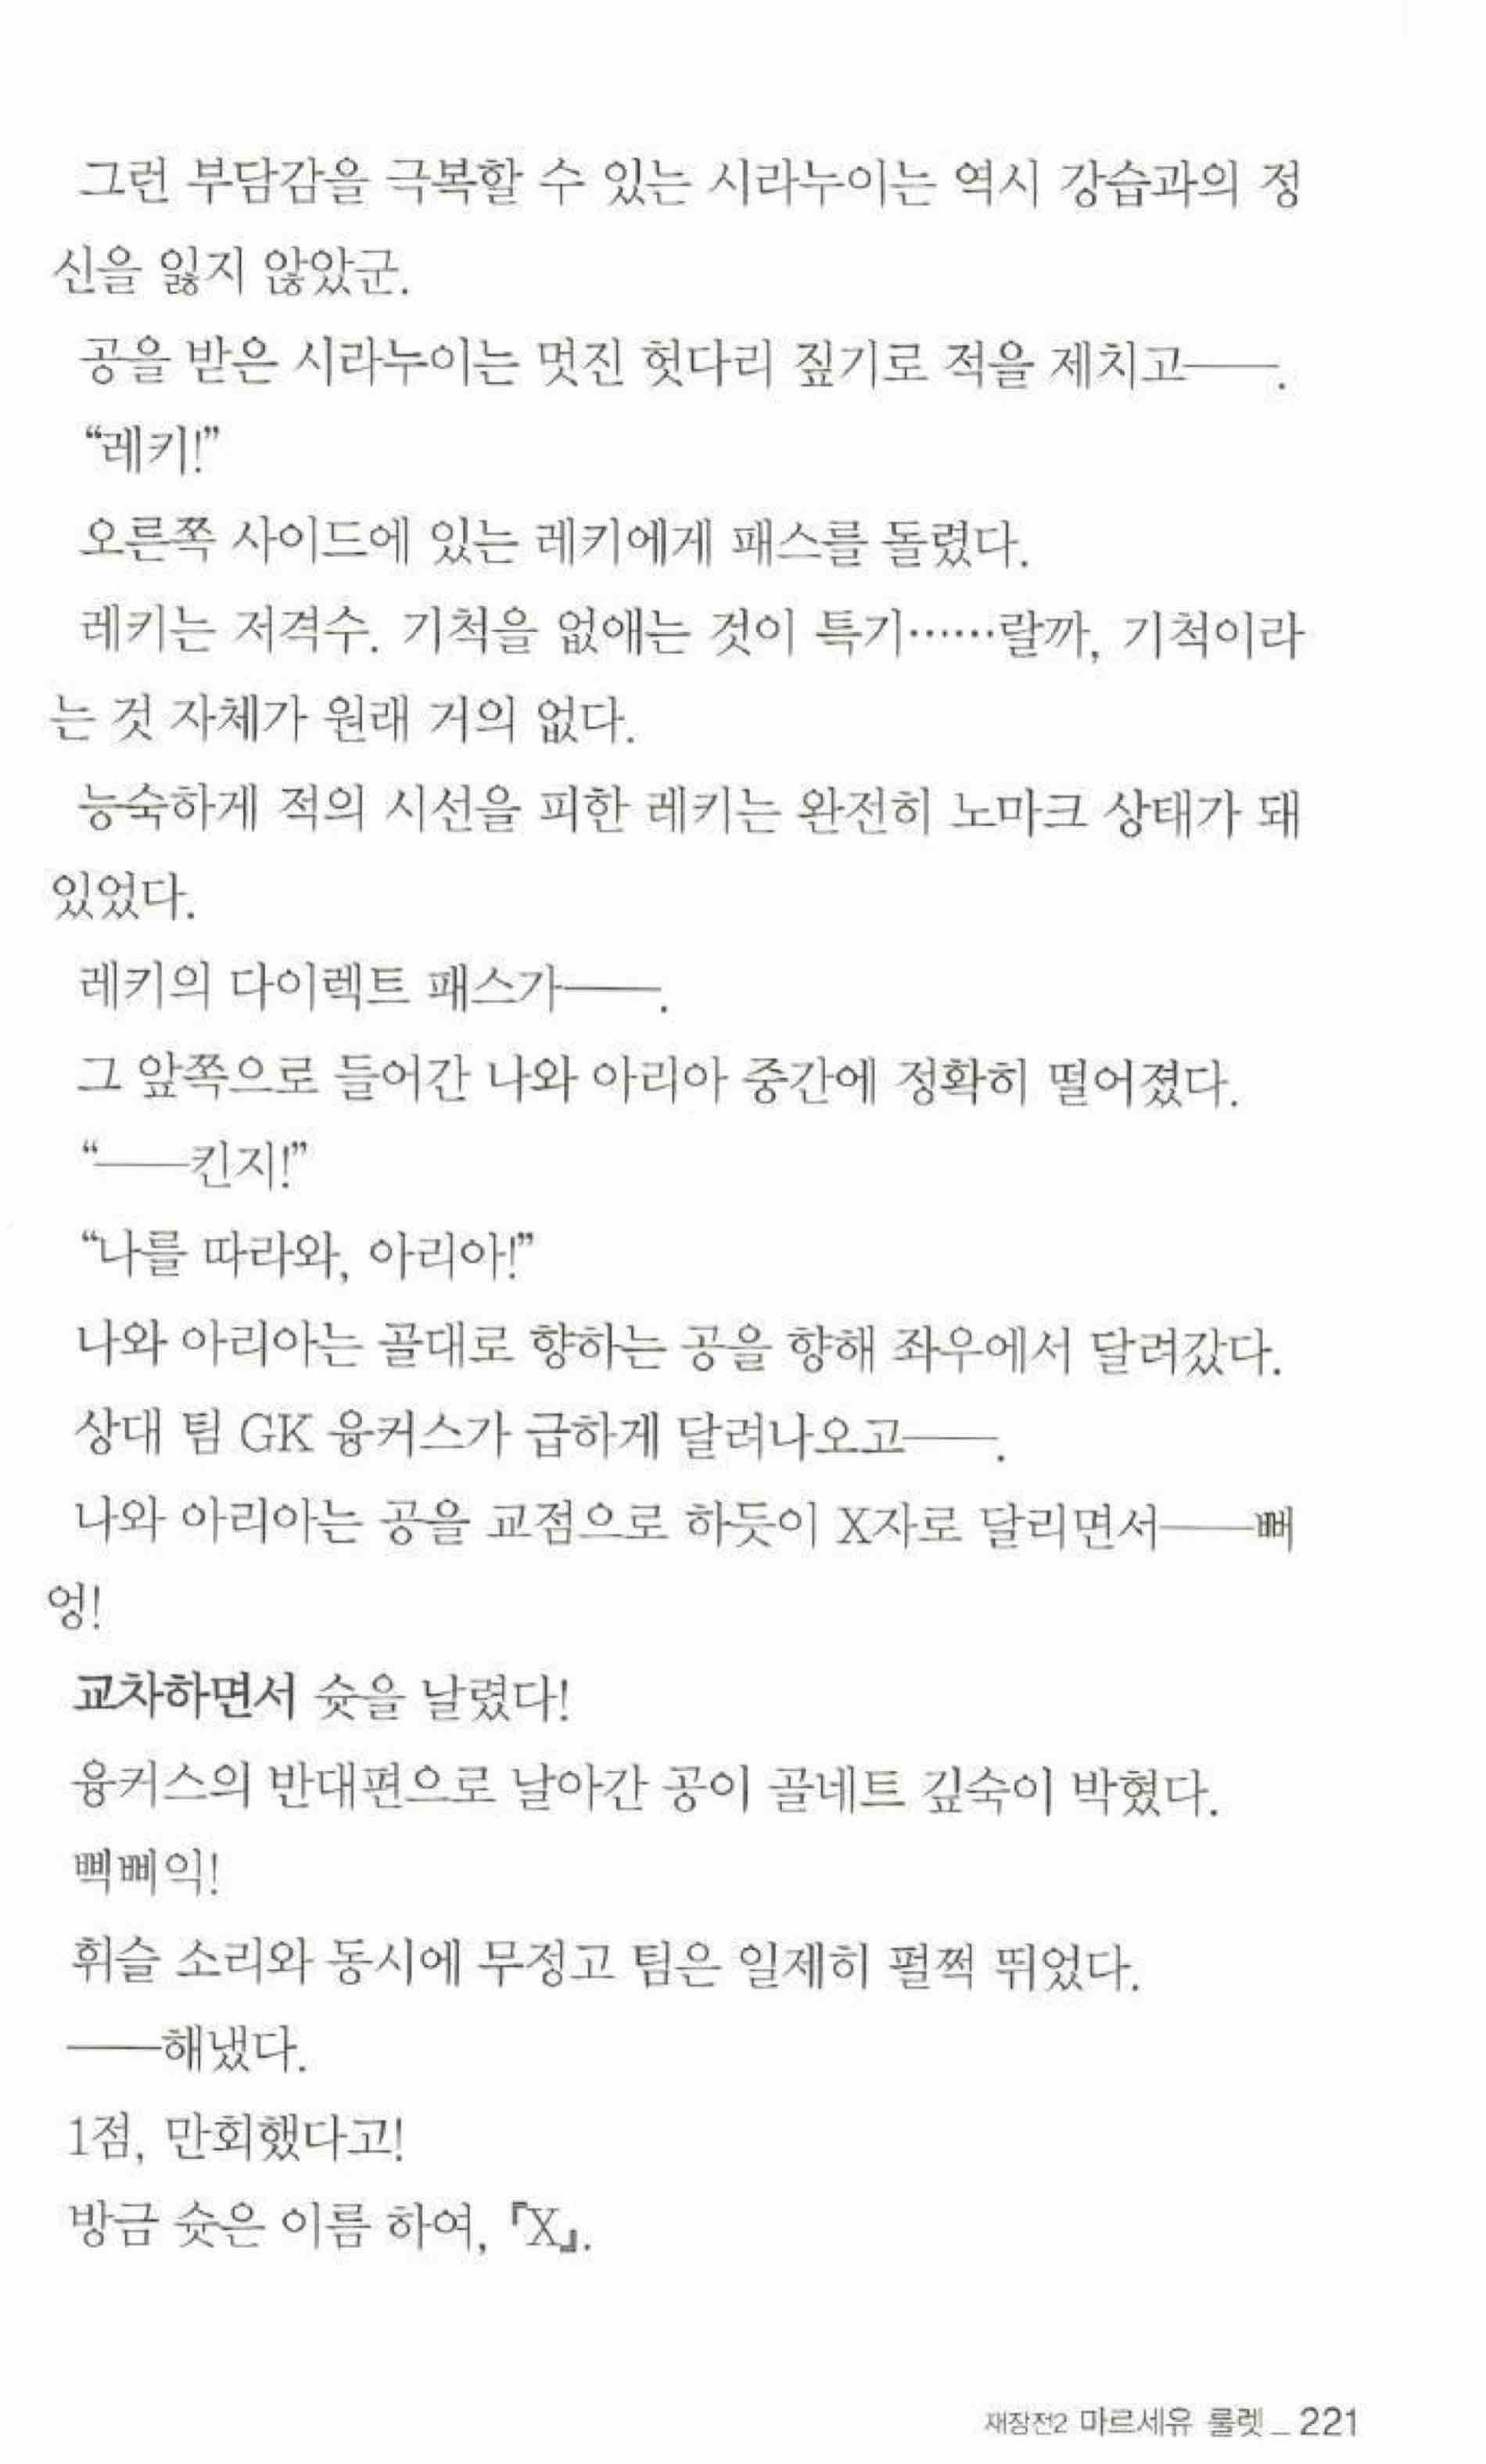 그런 부담감을 극복할 수 있는 시라누이는 역시 강습과의 정
신을 잃지 않았군.
공을 받은 시라누이는 멋진 헛다리 짚기로 적을 제치고──.
“레키!”
오른쪽 사이드에 있는 레키에게 패스를 돌렸다.
레키는 저격수. 기척을 없애는 것이 특기……랄까, 기척이라
는 것 자체가 원래 거의 없다.
능숙하게 적의 시선을 피한 레키는 완전히 노마크 상태가 돼
있었다.
레키의 다이렉트 패스가──.
그 앞쪽으로 들어간 나와 아리아 중간에 정확히 떨어졌다.
“──킨지!”
“나를 따라와, 아리아!”
나와 아리아는 골대로 향하는 공을 향해 좌우에서 달려갔다.
상대 팀 GK 융커스가 급하게 달려나오고──.
나와 아리아는 공을 교점으로 하듯이 X자로 달리면서──뻐
엉!
교차하면서 슛을 날렸다!
융커스의 반대편으로 날아간 공이 골네트 깊숙이 박혔다.
삑삐익!
휘슬 소리와 동시에 무정고 팀은 일제히 펄쩍 뛰었다.
──해냈다.
1점, 만회했다고!
방금 슛은 이름 하여, 『X』.
재장전2 마르세유 룰렛_221